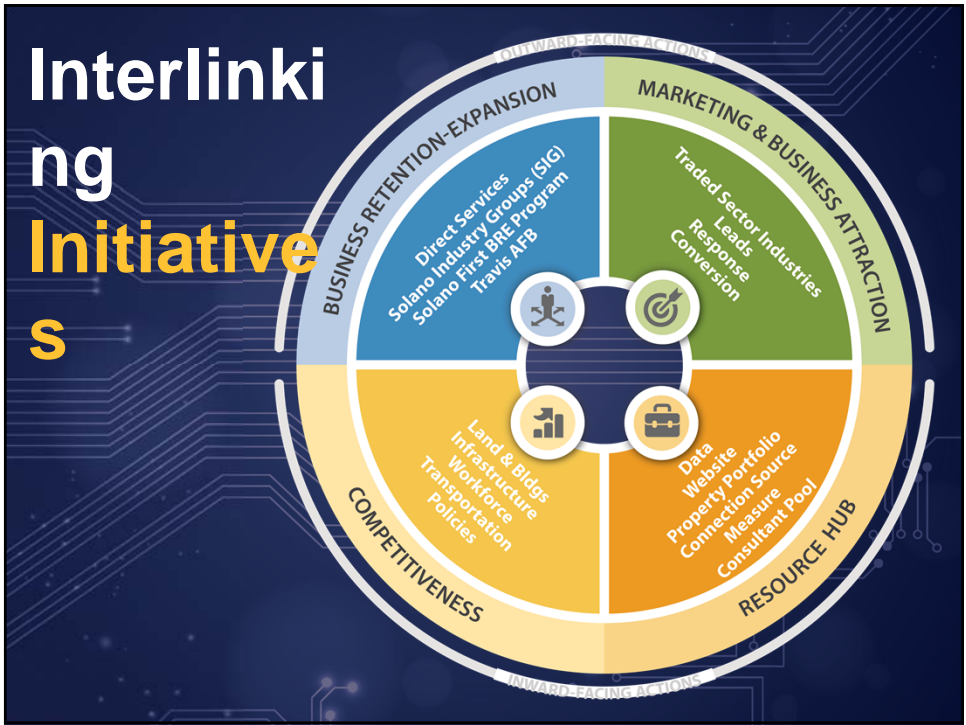 Interlinki
ng
Initiative
s
OUTWARD-FACING ACTIONS
BUSINESS RETENTION-EXPANSION
Direct Services
Solano Industry Groups (SIG)
Solano First BRE Program
Travis AFB
MARKETING & BUSINESS ATTRACTION
Traded Sector Industries
Leads
Response
Conversion
COMPETITIVENESS
Land & Bldgs
Infrastructure
Workforce
Transportation
Policies
RESOURCE HUB
Data
Website
Property Portfolio
Connection Source
Measure
Consultant Pool
INWARD-FACING ACTIONS